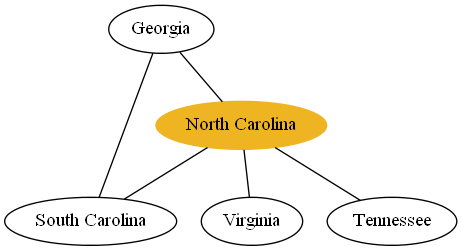 Georgia
North Carolina
South Carolina
Virginia
Tennessee